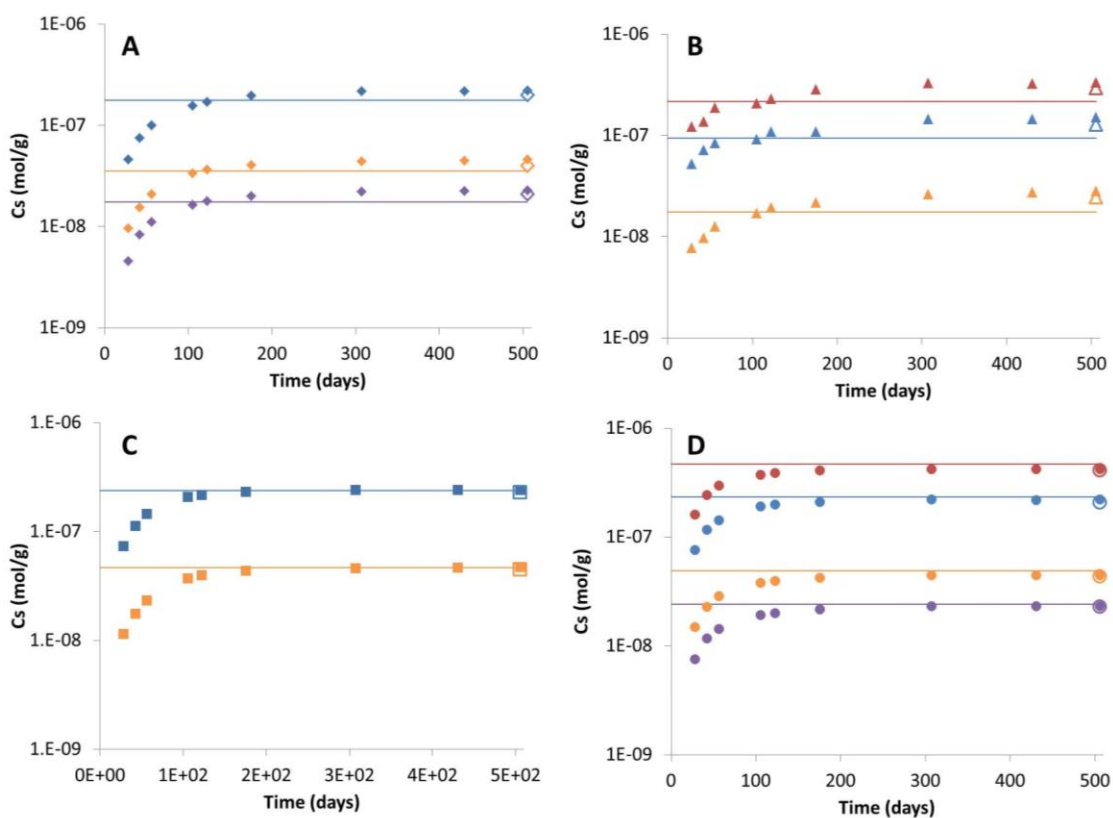 A
1E-06
1E-07
1E-08
1E-09
Cs (mol/g)
0 100 200 300 400 500
Time (days)
B
1E-06
1E-07
1E-08
1E-09
Cs (mol/g)
0 100 200 300 400 500
Time (days)
C
1.E-06
1.E-07
1.E-08
1.E-09
Cs (mol/g)
0E+00 1E+02 2E+02 3E+02 4E+02 5E+02
Time (days)
D
1E-06
1E-07
1E-08
1E-09
Cs (mol/g)
0 100 200 300 400 500
Time (days)